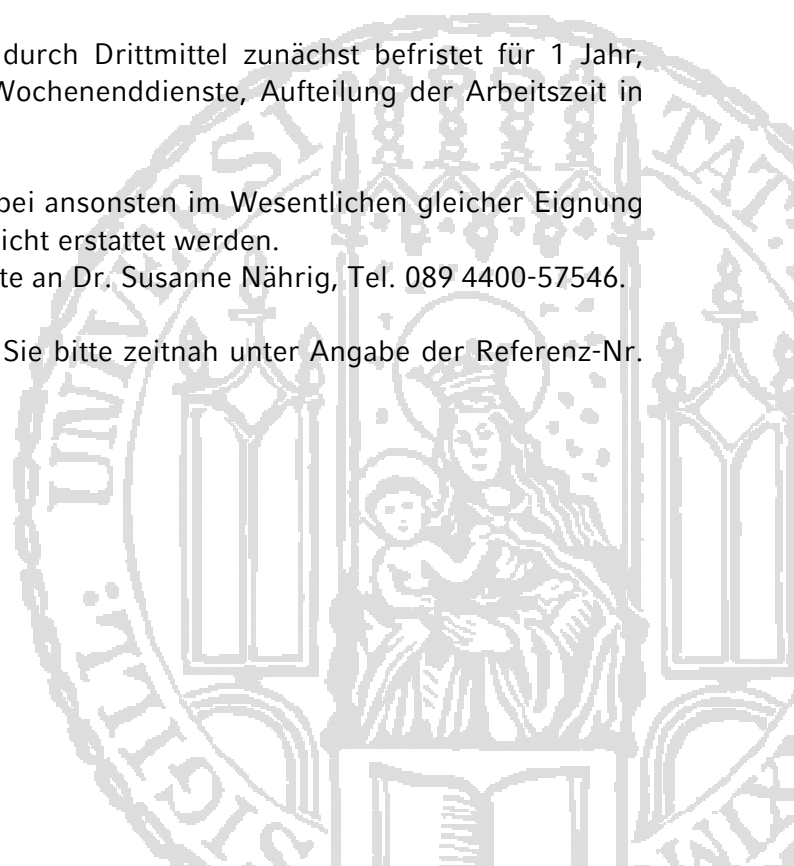 durch Drittmittel zunächst befristet für 1 Jahr,
Wochenenddienste, Aufteilung der Arbeitszeit in
bei ansonsten im Wesentlichen gleicher Eignung
icht erstattet werden.
te an Dr. Susanne Nährig, Tel. 089 4400-57546.
Sie bitte zeitnah unter Angabe der Referenz-Nr.
SIGILL: UNIVERSITAT: